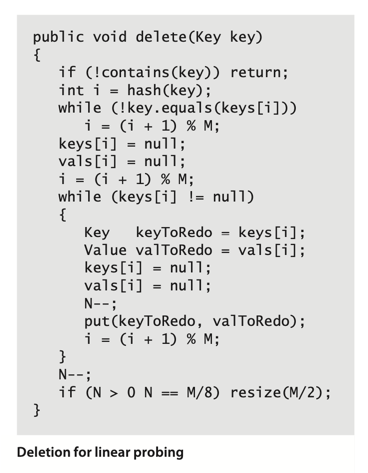 public void delete(Key key)
{
if (!contains(key)) return;
int i = hash(key);
while (!key.equals(keys[i]))
i = (i + 1) % M;
keys[i] = null;
vals[i] = null;
i = (i + 1) % M;
while (keys[i] != null)
{
Key keyToRedo = keys[i];
Value valToRedo = vals[i];
keys[i] = null;
vals[i] = null;
N--;
put(keyToRedo, valToRedo);
i = (i + 1) % M;
}
N--;
if (N > 0 N == M/8) resize(M/2);
}
Deletion for linear probing